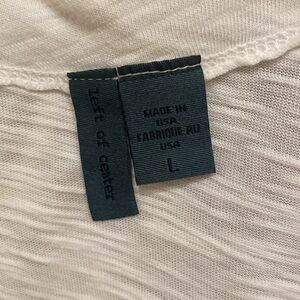 left of center
MADE IN
USA
FABRIQUE AU
USA
L